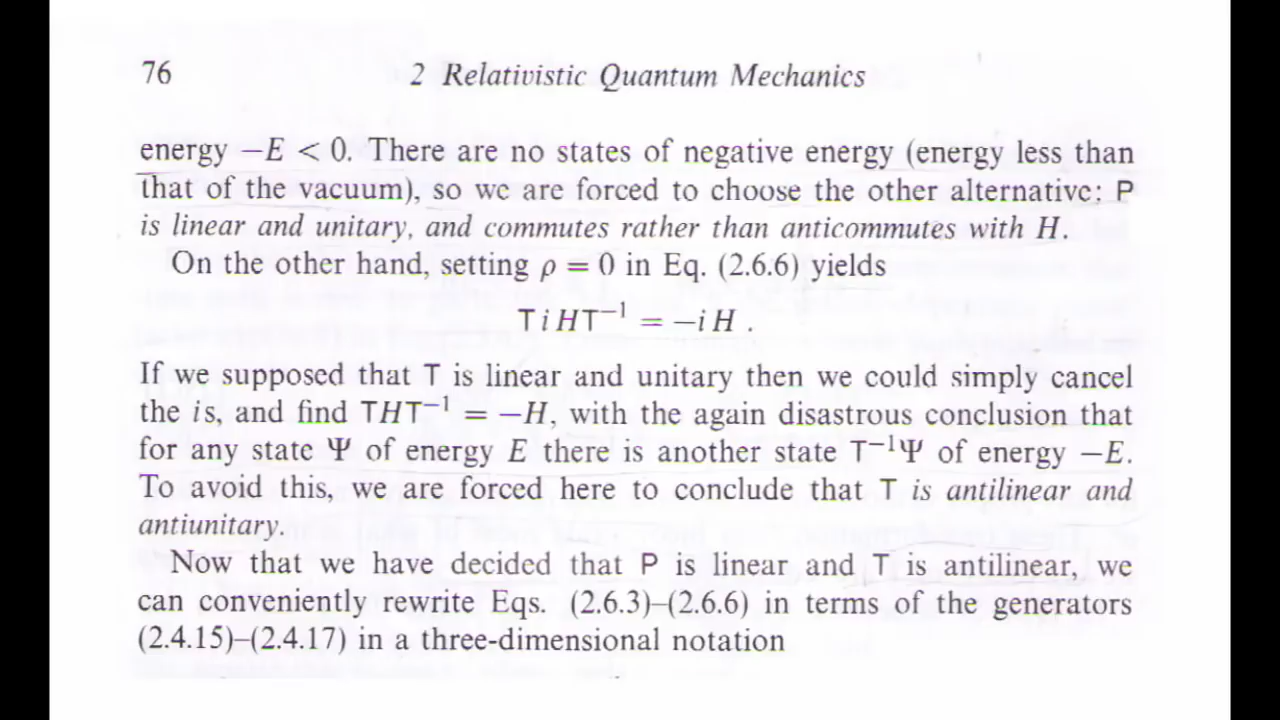 76
2 Relativistic Quantum Mechanics
energy −E < 0. There are no states of negative energy (energy less than
that of the vacuum), so we are forced to choose the other alternative: P
is linear and unitary, and commutes rather than anticommutes with H.
On the other hand, setting ρ = 0 in Eq. (2.6.6) yields
T i H T⁻¹ = −i H .
If we supposed that T is linear and unitary then we could simply cancel
the is, and find THT⁻¹ = −H, with the again disastrous conclusion that
for any state Ψ of energy E there is another state T⁻¹Ψ of energy −E.
To avoid this, we are forced here to conclude that T is antilinear and
antiunitary.
Now that we have decided that P is linear and T is antilinear, we
can conveniently rewrite Eqs. (2.6.3)–(2.6.6) in terms of the generators
(2.4.15)–(2.4.17) in a three-dimensional notation